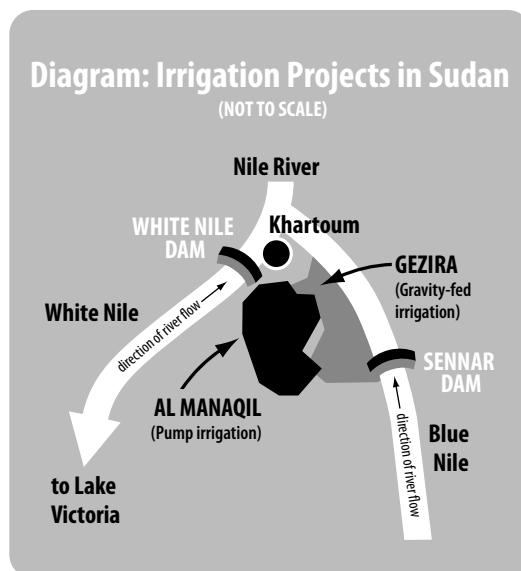 Diagram: Irrigation Projects in Sudan
(NOT TO SCALE)
Nile River
Khartoum
WHITE NILE
DAM
GEZIRA
(Gravity-fed
irrigation)
White Nile
direction of river flow
SENNAR
DAM
AL MANAQIL
(Pump irrigation)
direction of river flow
Blue
Nile
to Lake
Victoria